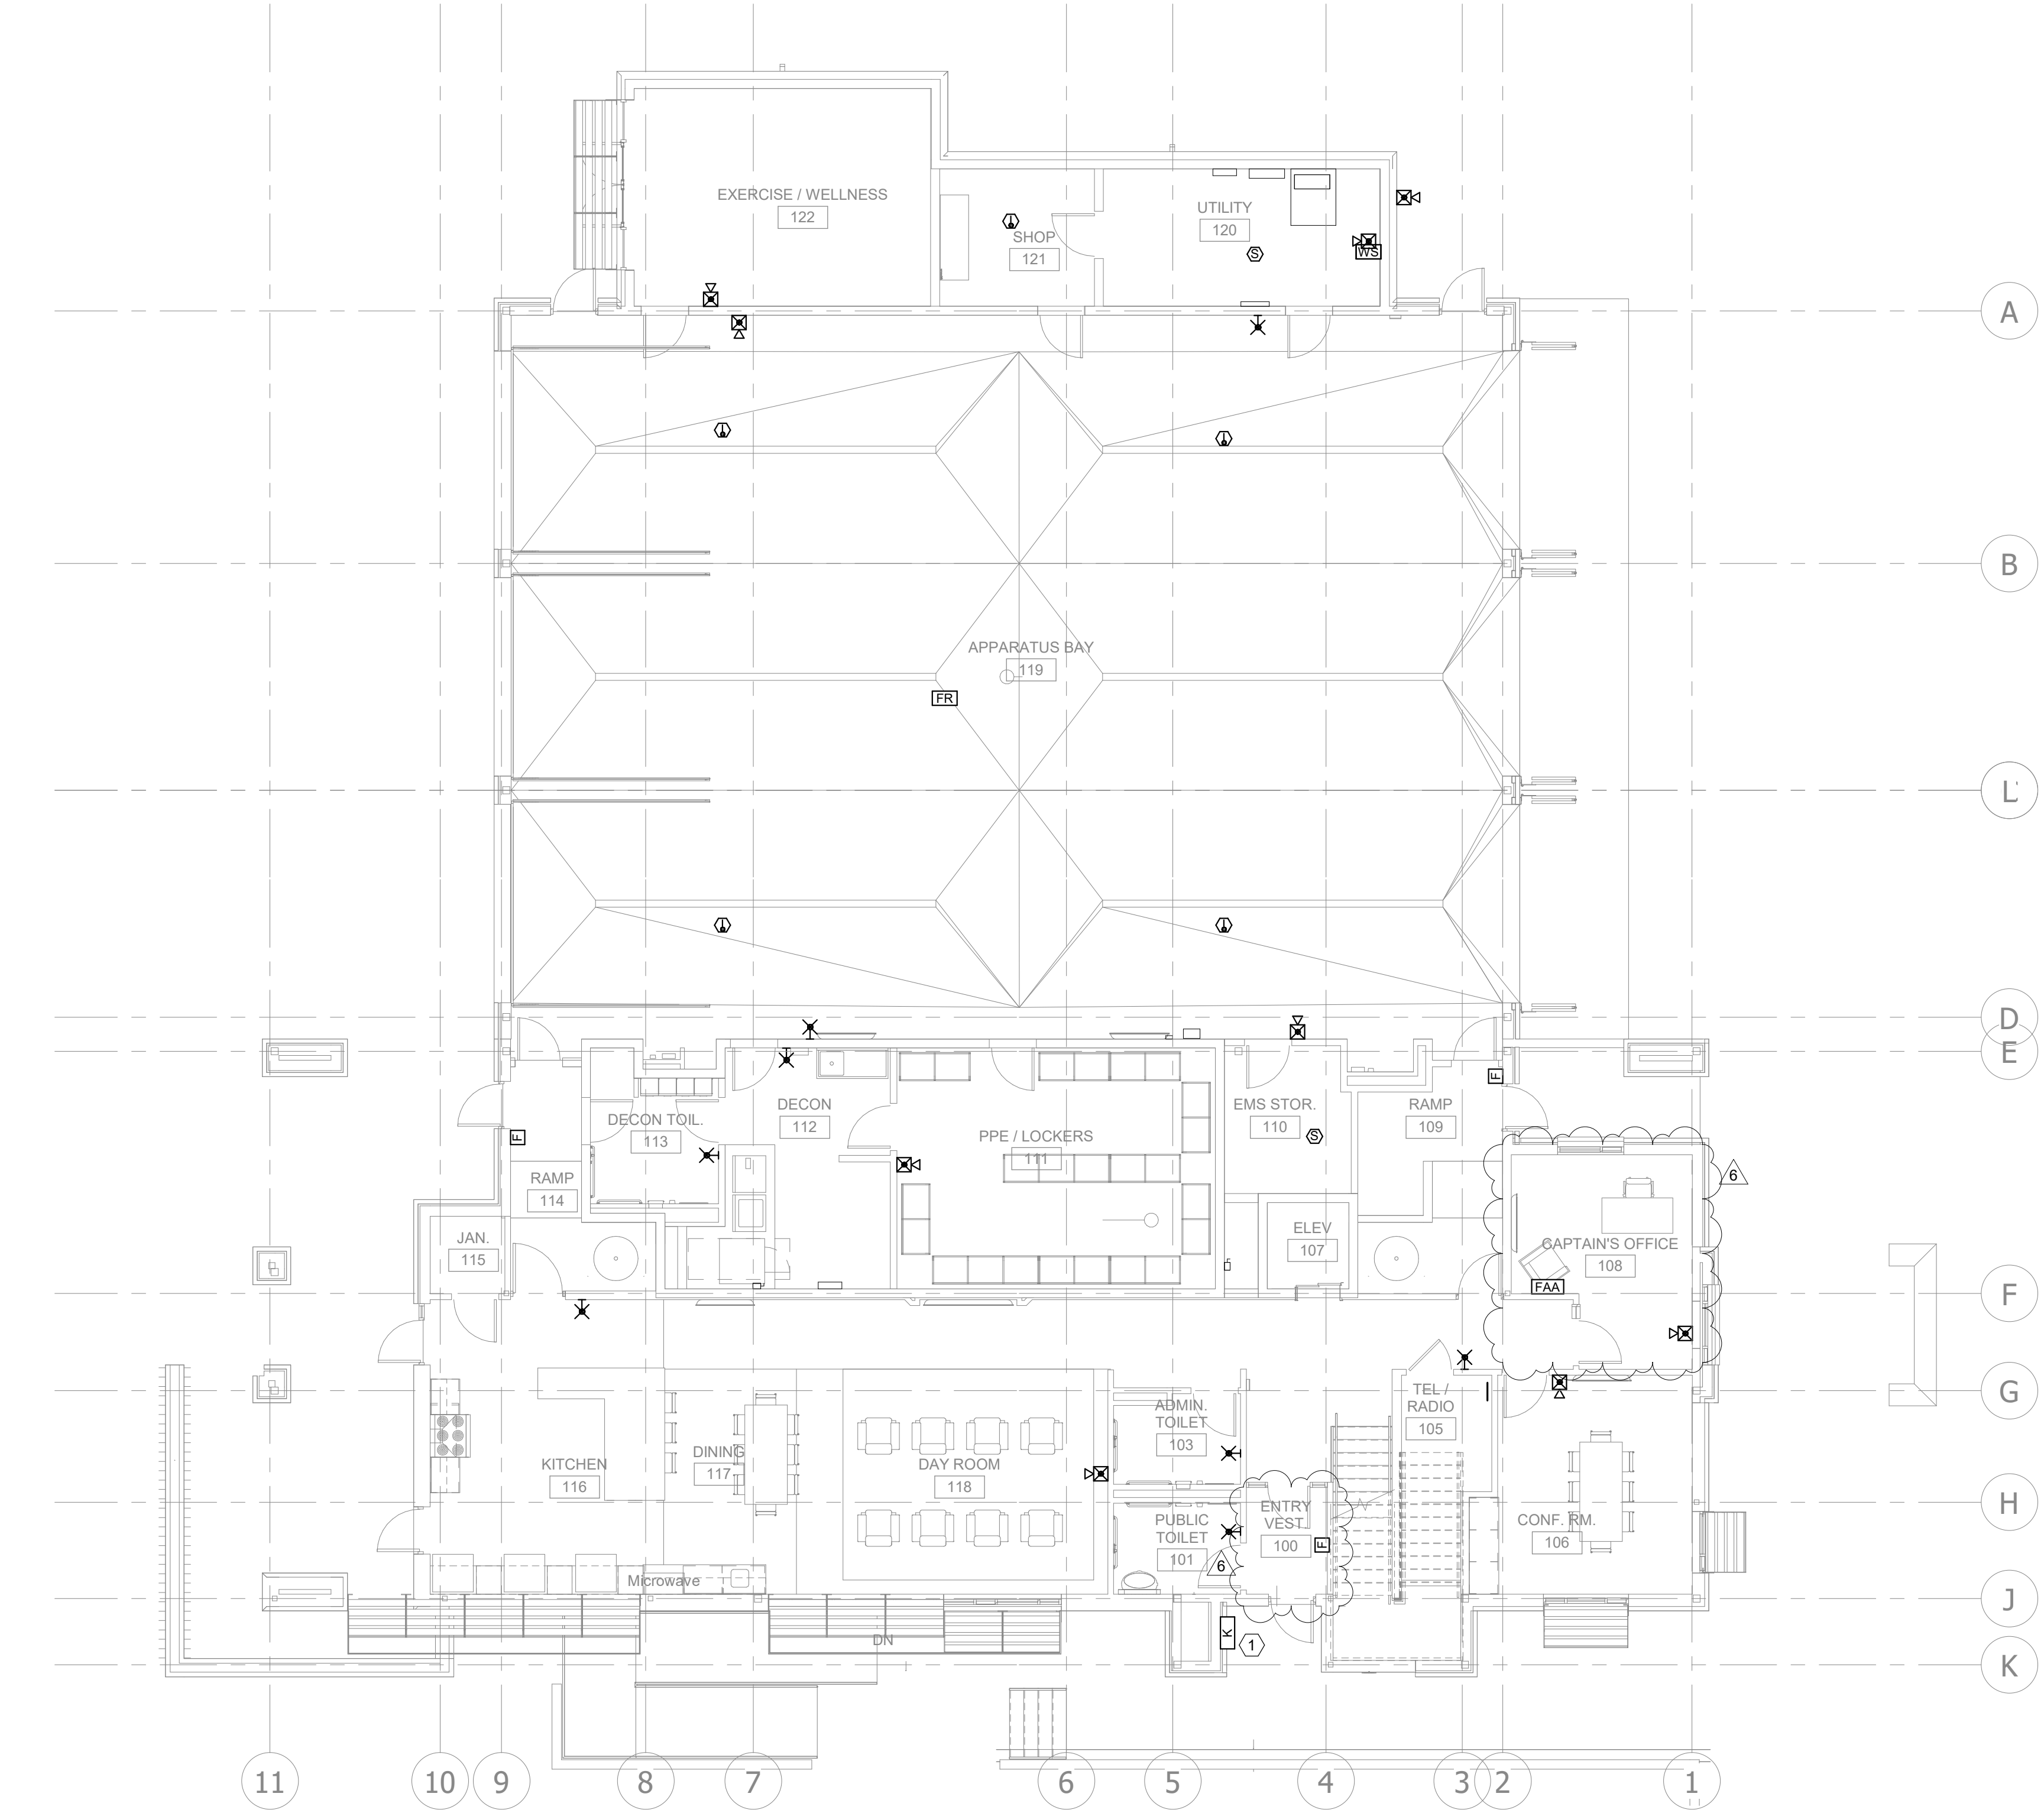 EXERCISE / WELLNESS
122
UTILITY
120
SHOP
121
S
WS
A
B
APPARATUS BAY
119
FR
L
D
E
F
DECON TOIL.
113
DECON
112
PPE / LOCKERS
111
EMS STOR.
110
S
RAMP
109
F
F
RAMP
114
6
JAN.
115
ELEV
107
CAPTAIN'S OFFICE
108
FAA
F
G
TEL /
RADIO
105
ADMIN.
TOILET
103
KITCHEN
116
DINING
117
DAY ROOM
118
H
ENTRY
VEST.
100
F
PUBLIC
TOILET
101
6
CONF. RM.
106
Microwave
J
DN
K
1
K
11
10
9
8
7
6
5
4
3
2
1